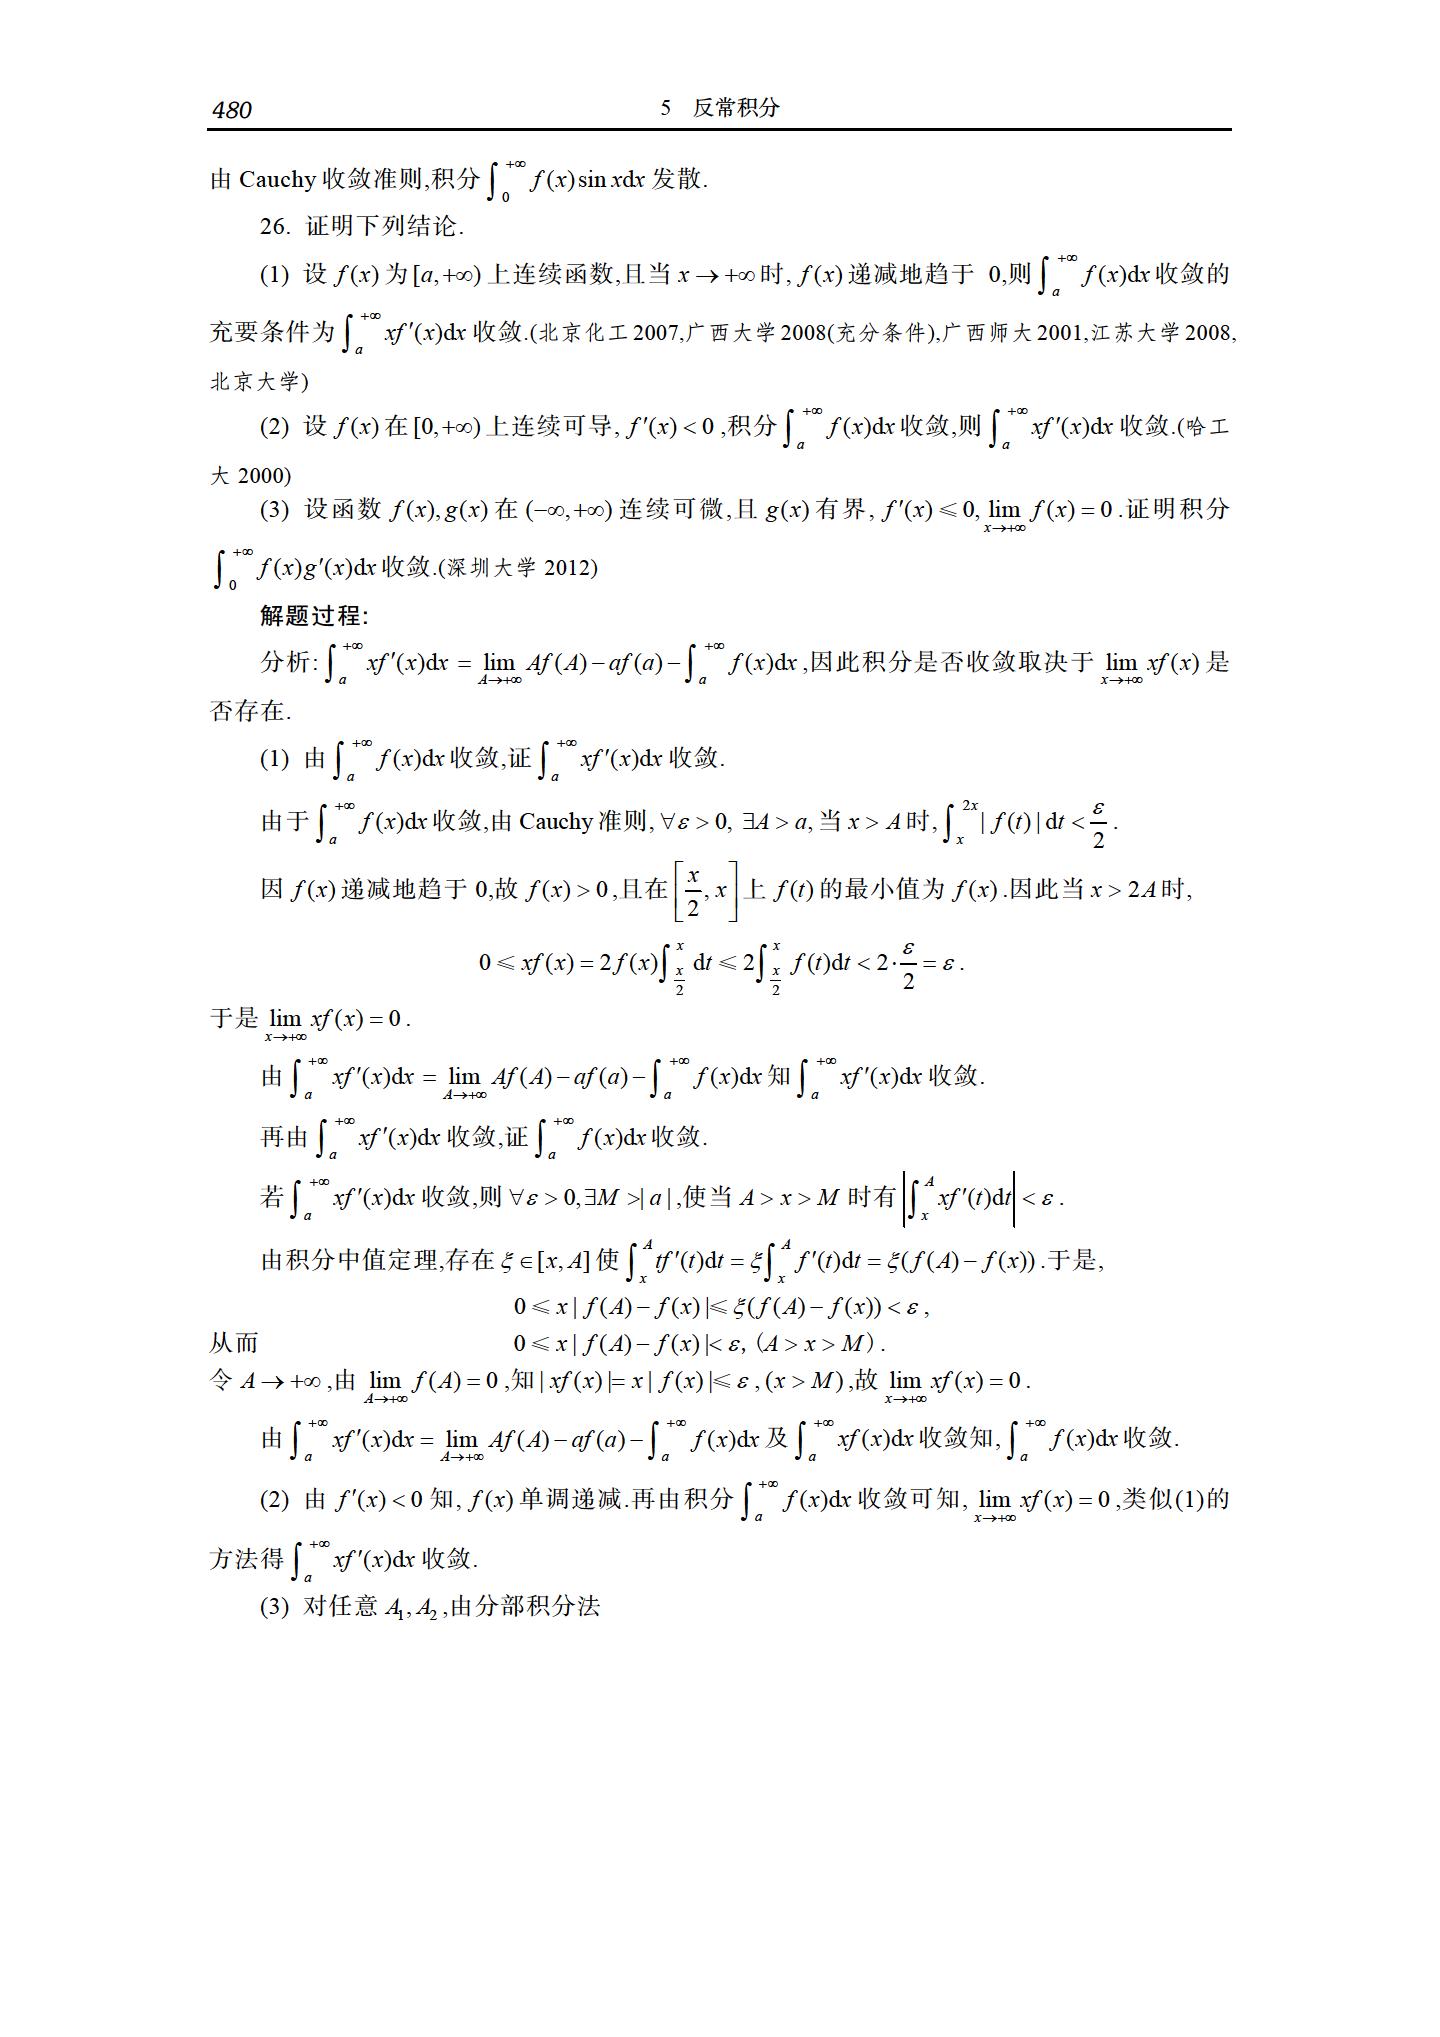 480
5 反常积分
由 Cauchy 收敛准则,积分 $\int_0^{+\infty} f(x)\sin x\mathrm{d}x$ 发散.
26. 证明下列结论.
(1) 设 $f(x)$ 为 $[a,+\infty)$ 上连续函数,且当 $x\to+\infty$ 时, $f(x)$ 递减地趋于 0,则 $\int_a^{+\infty} f(x)\mathrm{d}x$ 收敛的
充要条件为 $\int_a^{+\infty} xf'(x)\mathrm{d}x$ 收敛.(北京化工 2007,广西大学 2008(充分条件),广西师大 2001,江苏大学 2008,
北京大学)
(2) 设 $f(x)$ 在 $[0,+\infty)$ 上连续可导, $f'(x)<0$ ,积分 $\int_a^{+\infty} f(x)\mathrm{d}x$ 收敛,则 $\int_a^{+\infty} xf'(x)\mathrm{d}x$ 收敛.(哈工
大 2000)
(3) 设函数 $f(x),g(x)$ 在 $(-\infty,+\infty)$ 连续可微,且 $g(x)$ 有界, $f'(x)\leqslant 0,\lim_{x\to+\infty} f(x)=0$ .证明积分
$\int_0^{+\infty} f(x)g'(x)\mathrm{d}x$ 收敛.(深圳大学 2012)
解题过程:
分析: $\int_a^{+\infty} xf'(x)\mathrm{d}x=\lim_{A\to+\infty} Af(A)-af(a)-\int_a^{+\infty} f(x)\mathrm{d}x$ ,因此积分是否收敛取决于 $\lim_{x\to+\infty} xf(x)$ 是
否存在.
(1) 由 $\int_a^{+\infty} f(x)\mathrm{d}x$ 收敛,证 $\int_a^{+\infty} xf'(x)\mathrm{d}x$ 收敛.
由于 $\int_a^{+\infty} f(x)\mathrm{d}x$ 收敛,由 Cauchy 准则, $\forall\varepsilon>0,\ \exists A>a,$ 当 $x>A$ 时, $\int_x^{2x}|f(t)|\mathrm{d}t<\frac{\varepsilon}{2}$ .
因 $f(x)$ 递减地趋于 0,故 $f(x)>0$ ,且在 $\left[\frac{x}{2},x\right]$ 上 $f(t)$ 的最小值为 $f(x)$ .因此当 $x>2A$ 时,
$0\leqslant xf(x)=2f(x)\int_{\frac{x}{2}}^{x}\mathrm{d}t\leqslant 2\int_{\frac{x}{2}}^{x} f(t)\mathrm{d}t<2\cdot\frac{\varepsilon}{2}=\varepsilon$ .
于是 $\lim_{x\to+\infty} xf(x)=0$ .
由 $\int_a^{+\infty} xf'(x)\mathrm{d}x=\lim_{A\to+\infty} Af(A)-af(a)-\int_a^{+\infty} f(x)\mathrm{d}x$ 知 $\int_a^{+\infty} xf'(x)\mathrm{d}x$ 收敛.
再由 $\int_a^{+\infty} xf'(x)\mathrm{d}x$ 收敛,证 $\int_a^{+\infty} f(x)\mathrm{d}x$ 收敛.
若 $\int_a^{+\infty} xf'(x)\mathrm{d}x$ 收敛,则 $\forall\varepsilon>0,\exists M>|a|$ ,使当 $A>x>M$ 时有 $\left|\int_x^A xf'(t)\mathrm{d}t\right|<\varepsilon$ .
由积分中值定理,存在 $\xi\in[x,A]$ 使 $\int_x^A tf'(t)\mathrm{d}t=\xi\int_x^A f'(t)\mathrm{d}t=\xi(f(A)-f(x))$ .于是,
$0\leqslant x|f(A)-f(x)|\leqslant\xi(f(A)-f(x))<\varepsilon$ ,
从而 $0\leqslant x|f(A)-f(x)|<\varepsilon,\ (A>x>M)$ .
令 $A\to+\infty$ ,由 $\lim_{A\to+\infty} f(A)=0$ ,知 $|xf(x)|=x|f(x)|\leqslant\varepsilon,(x>M)$ ,故 $\lim_{x\to+\infty} xf(x)=0$ .
由 $\int_a^{+\infty} xf'(x)\mathrm{d}x=\lim_{A\to+\infty} Af(A)-af(a)-\int_a^{+\infty} f(x)\mathrm{d}x$ 及 $\int_a^{+\infty} xf(x)\mathrm{d}x$ 收敛知, $\int_a^{+\infty} f(x)\mathrm{d}x$ 收敛.
(2) 由 $f'(x)<0$ 知, $f(x)$ 单调递减.再由积分 $\int_a^{+\infty} f(x)\mathrm{d}x$ 收敛可知, $\lim_{x\to+\infty} xf(x)=0$ ,类似(1)的
方法得 $\int_a^{+\infty} xf'(x)\mathrm{d}x$ 收敛.
(3) 对任意 $A_1,A_2$ ,由分部积分法